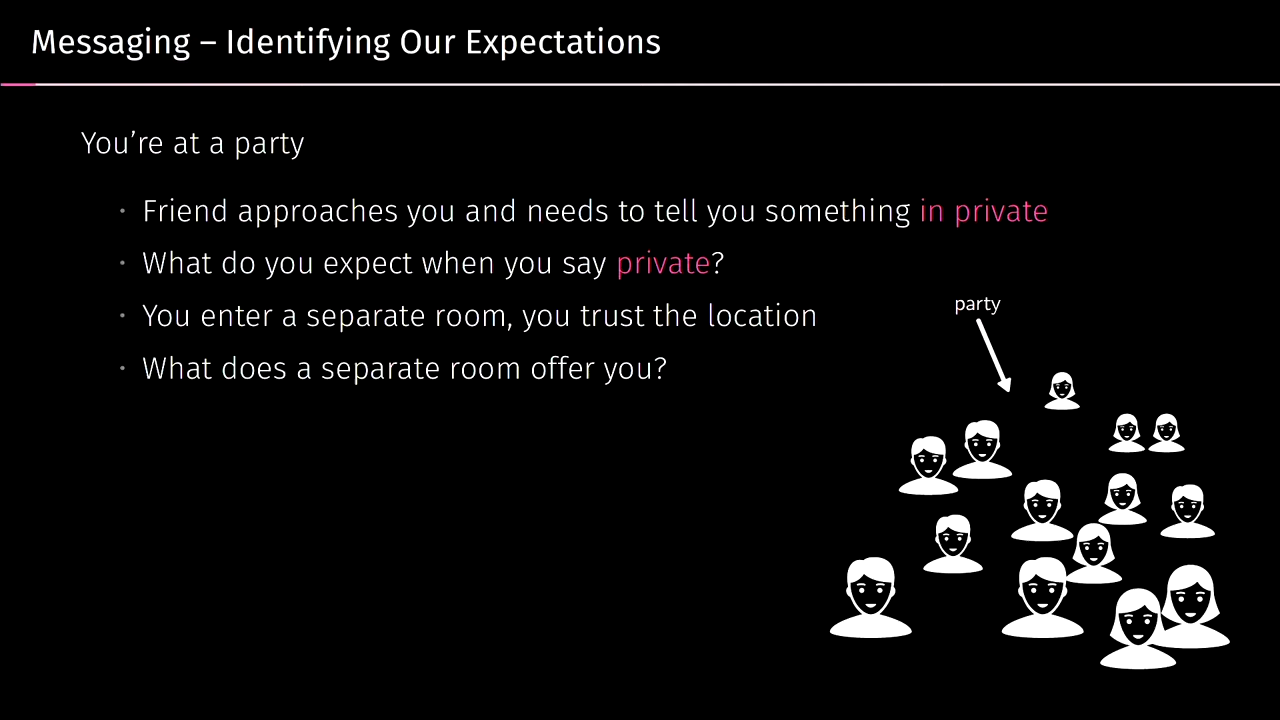 Messaging – Identifying Our Expectations
You’re at a party
• Friend approaches you and needs to tell you something in private
• What do you expect when you say private?
• You enter a separate room, you trust the location
• What does a separate room offer you?
party